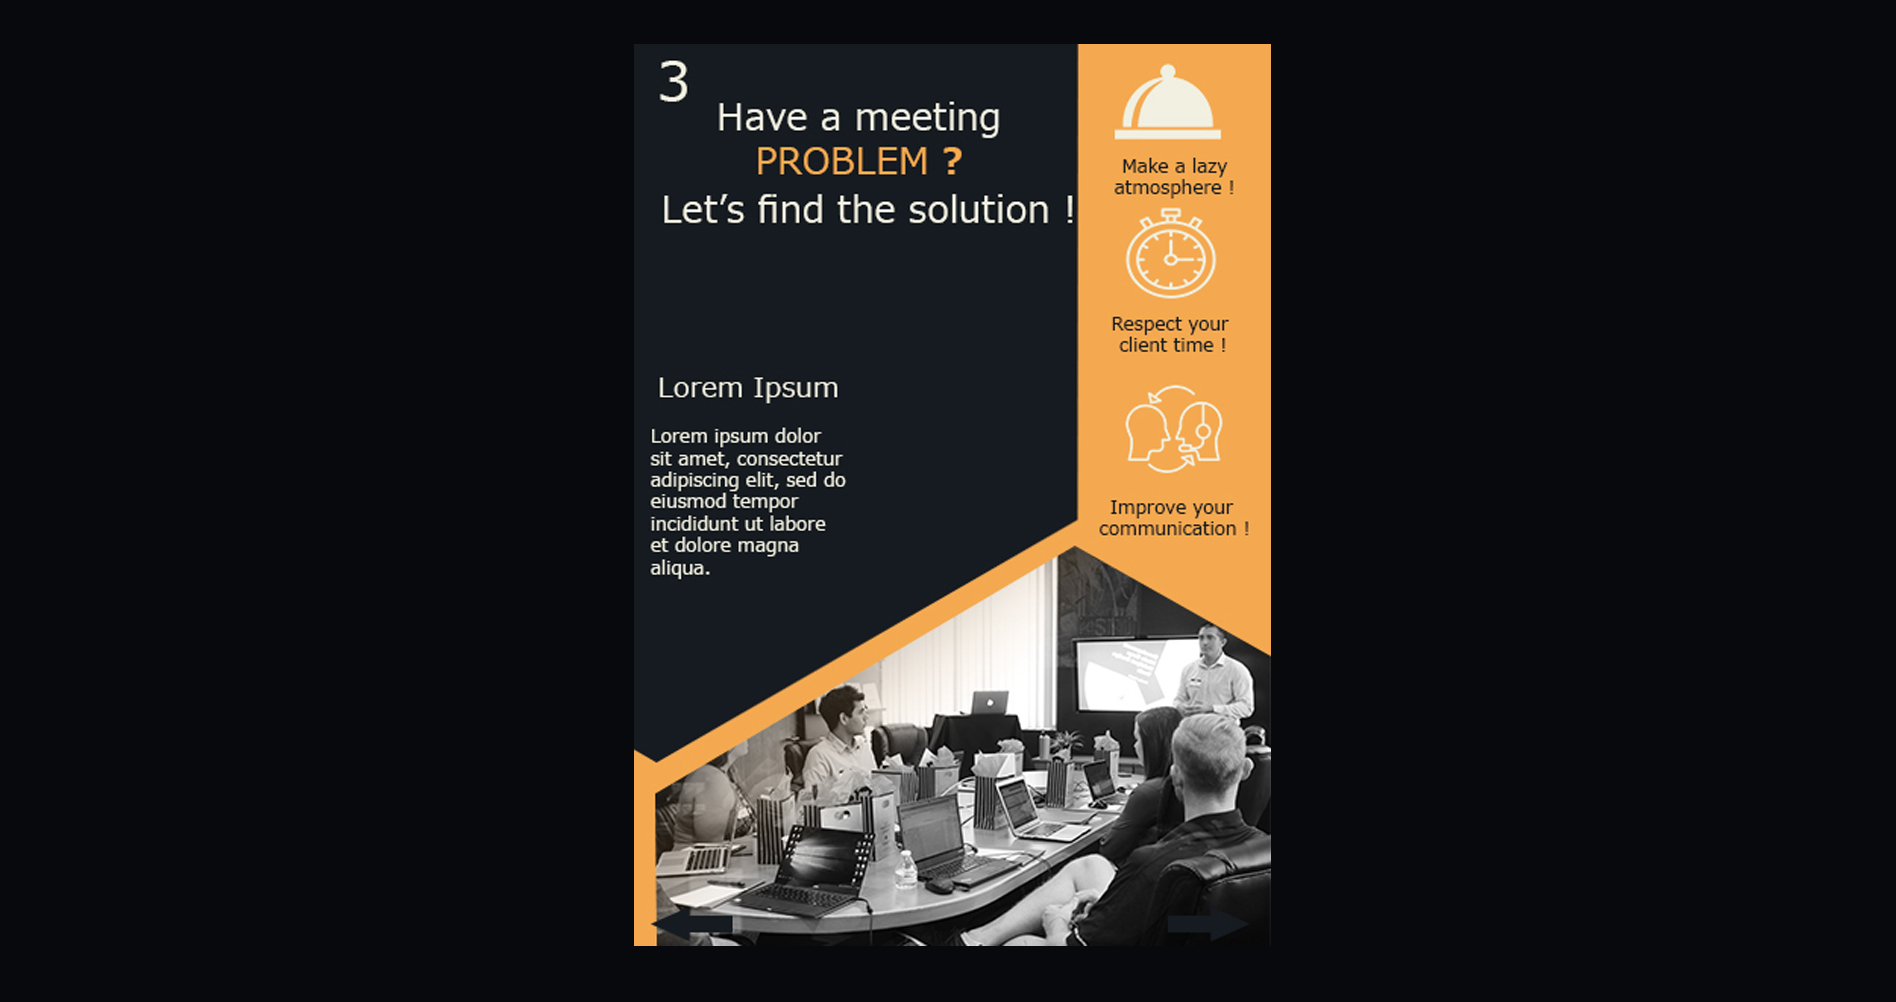 3
Have a meeting
PROBLEM ?
Let’s find the solution !
Lorem Ipsum
Lorem ipsum dolor
sit amet, consectetur
adipiscing elit, sed do
eiusmod tempor
incididunt ut labore
et dolore magna
aliqua.
Make a lazy
atmosphere !
Respect your
client time !
Improve your
communication !